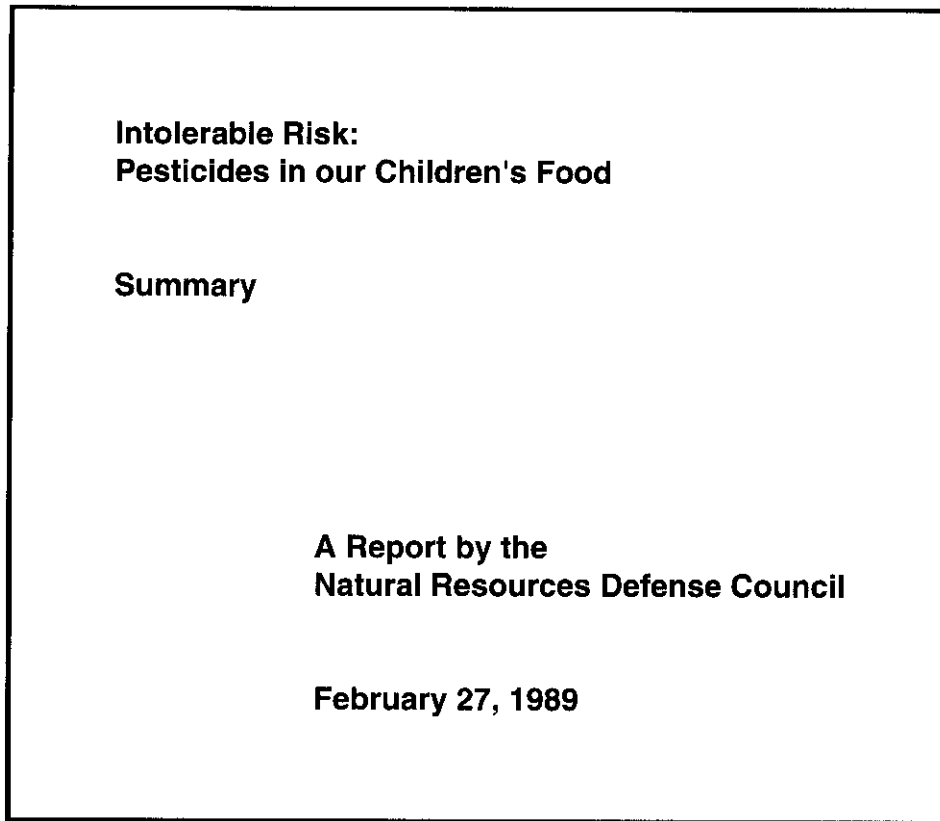 Intolerable Risk:
Pesticides in our Children's Food
Summary
A Report by the
Natural Resources Defense Council
February 27, 1989